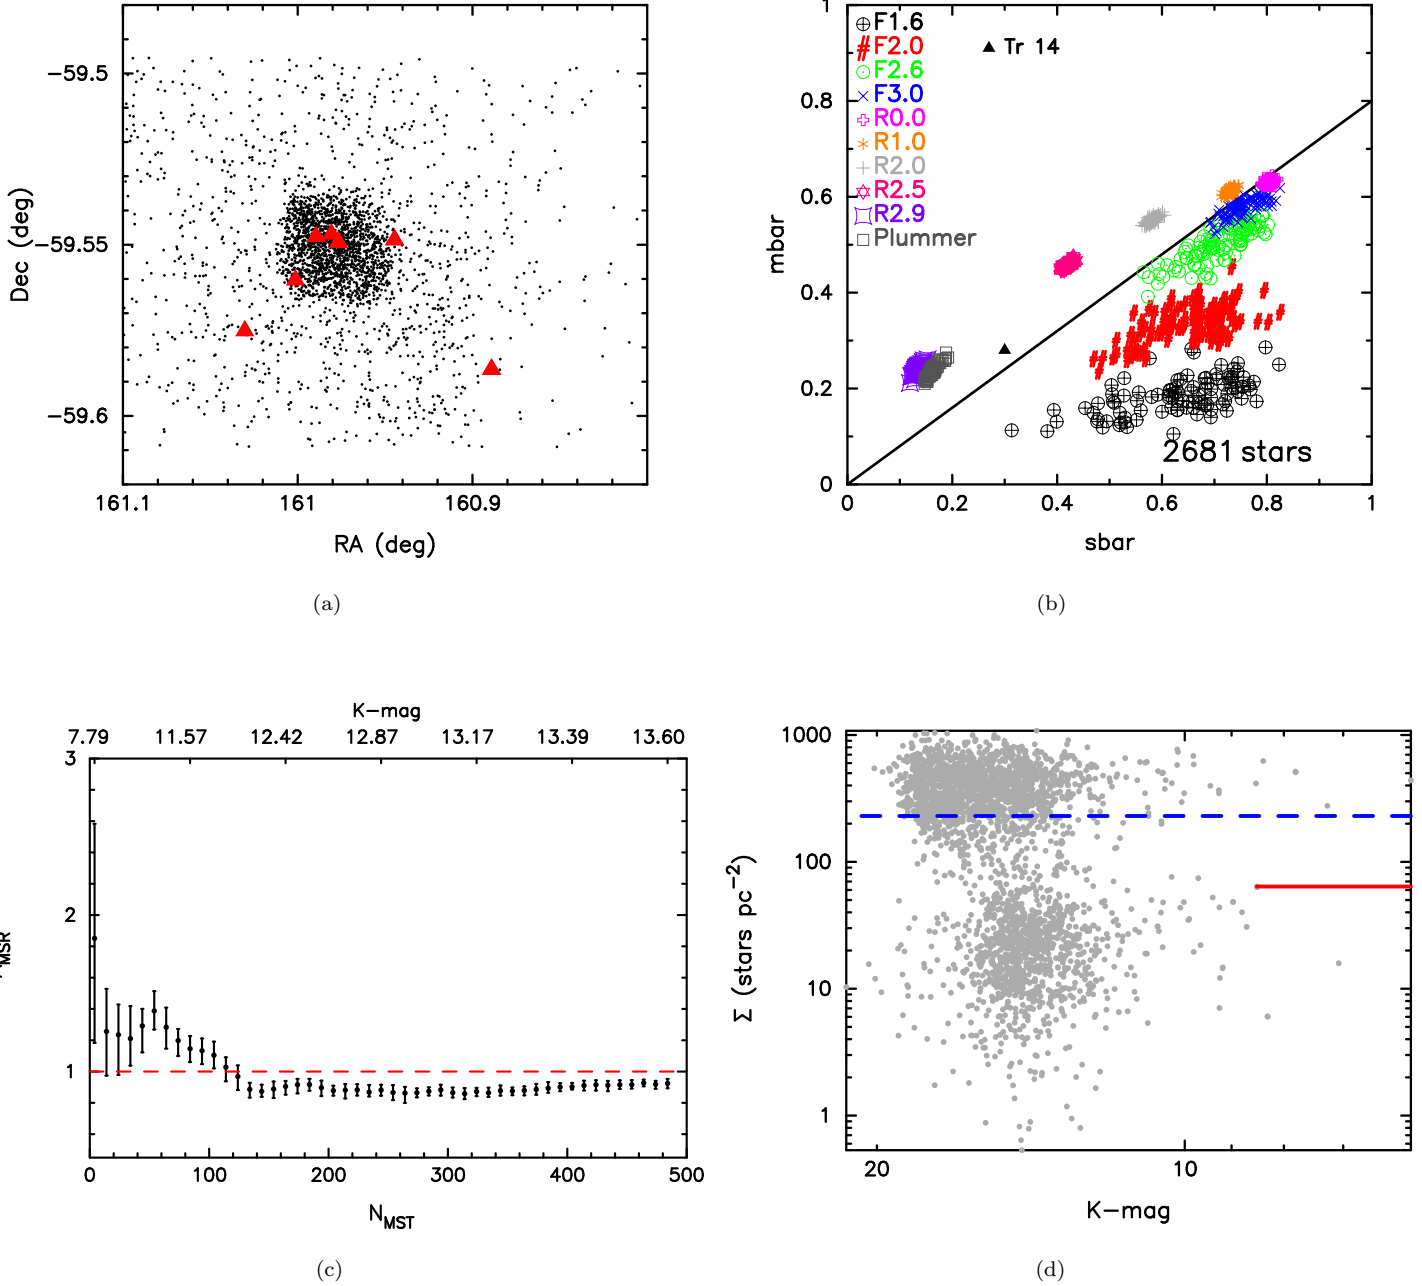 −59.5
−59.55
−59.6
Dec (deg)
161.1 161 160.9
RA (deg)
(a)
1
0.8
0.6
0.4
0.2
0
mbar
F1.6
F2.0
F2.6
F3.0
R0.0
R1.0
R2.0
R2.5
R2.9
Plummer
Tr 14
2681 stars
0 0.2 0.4 0.6 0.8 1
sbar
(b)
K−mag
7.79 11.57 12.42 12.87 13.17 13.39 13.60
3
2
1
MSR
0 100 200 300 400 500
N_MST
(c)
1000
100
10
1
Σ (stars pc⁻²)
20 10
K−mag
(d)